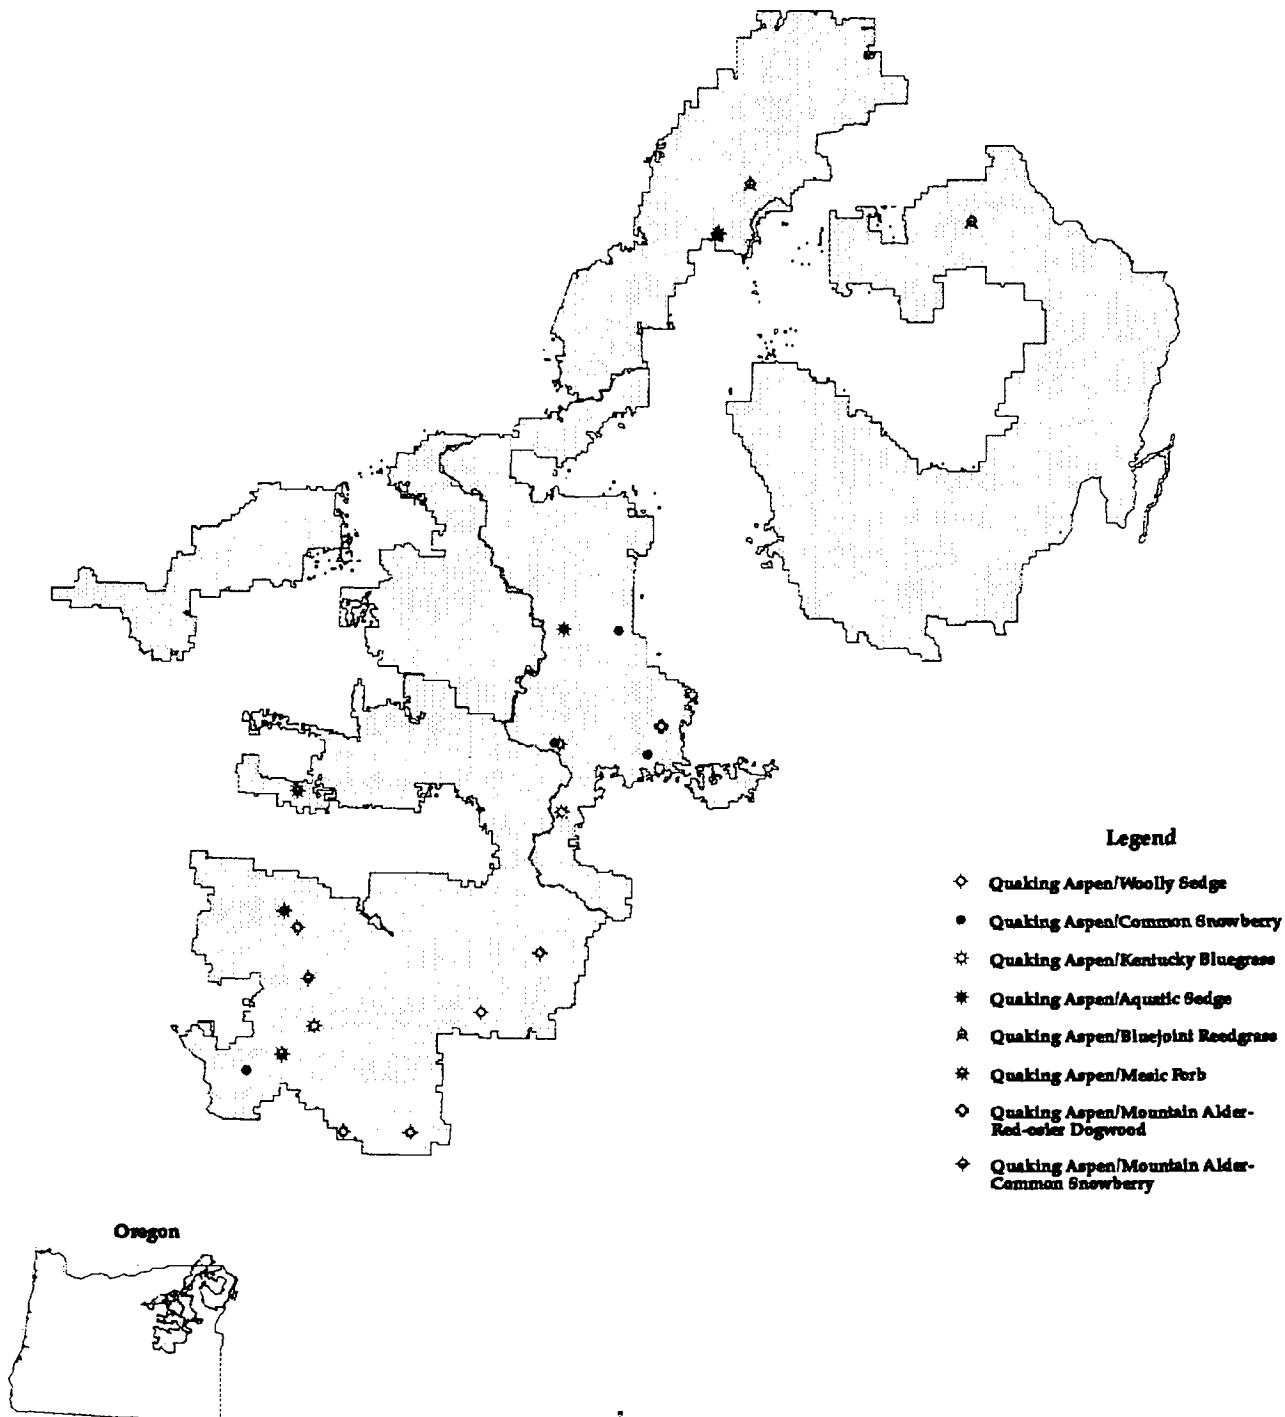 Legend
Quaking Aspen/Woolly Sedge
Quaking Aspen/Common Snowberry
Quaking Aspen/Kentucky Bluegrass
Quaking Aspen/Aquatic Sedge
Quaking Aspen/Bluejoint Reedgrass
Quaking Aspen/Mesic Forb
Quaking Aspen/Mountain Alder-
Red-osier Dogwood
Quaking Aspen/Mountain Alder-
Common Snowberry
Oregon